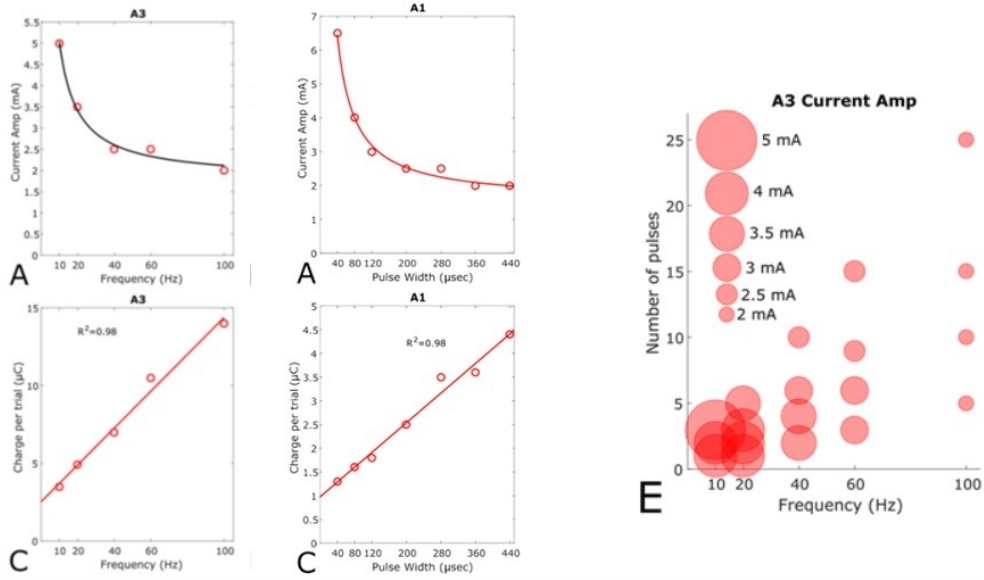 A3
5.5
5
4.5
4
3.5
3
2.5
2
1.5
1
0.5
0
Current Amp (mA)
10 20 40 60 100
Frequency (Hz)
A
A1
7
6
5
4
3
2
1
0
Current Amp (mA)
40 80 120 200 280 360 440
Pulse Width (µsec)
A
A3
15
10
5
0
Charge per trial (µC)
R²=0.98
10 20 40 60 100
Frequency (Hz)
C
A1
5
4.5
4
3.5
3
2.5
2
1.5
1
0.5
0
Charge per trial (µC)
R²=0.98
40 80 120 200 280 360 440
Pulse Width (µsec)
C
A3 Current Amp
25
20
15
10
5
0
Number of pulses
5 mA
4 mA
3.5 mA
3 mA
2.5 mA
2 mA
10 20 40 60 100
Frequency (Hz)
E